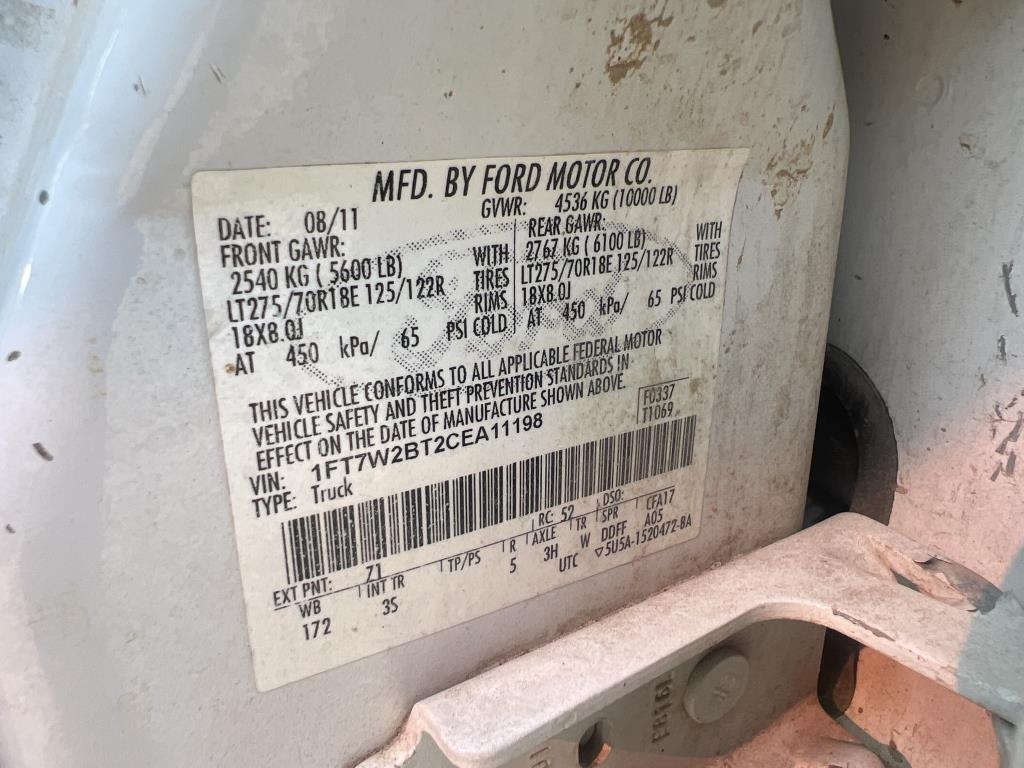 MFD. BY FORD MOTOR CO.
DATE: 08/11 GVWR: 4536 KG (10000 LB)
FRONT GAWR: REAR GAWR:
2540 KG ( 5600 LB) WITH 2767 KG ( 6100 LB) WITH
LT275/70R18E 125/122R TIRES LT275/70R18E 125/122R TIRES
18X8.0J RIMS 18X8.0J RIMS
AT 450 kPa/ 65 PSI COLD AT 450 kPa/ 65 PSI COLD
THIS VEHICLE CONFORMS TO ALL APPLICABLE FEDERAL MOTOR
VEHICLE SAFETY AND THEFT PREVENTION STANDARDS IN
EFFECT ON THE DATE OF MANUFACTURE SHOWN ABOVE.
F0337
T1069
VIN: 1FT7W2BT2CEA11198
TYPE: Truck
EXT PNT: 71 RC: 52 DSO:
WB INT TR TP/PS R AXLE TR SPR CFA17
172 3S 5 3H W DDFF A05
UTC ▽5U5A-1520472-BA